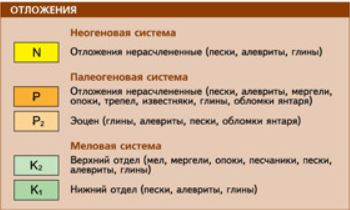 ОТЛОЖЕНИЯ
Неогеновая система
N Отложения нерасчлененные (пески, алевриты, глины)
Палеогеновая система
P Отложения нерасчлененные (пески, алевриты, мергели,
опоки, трепел, известняки, глины, обломки янтаря)
P₂ Эоцен (глины, алевриты, пески, обломки янтаря)
Меловая система
K₂ Верхний отдел (мел, мергели, опоки, песчаники, пески,
алевриты, глины)
K₁ Нижний отдел (пески, алевриты, глины)